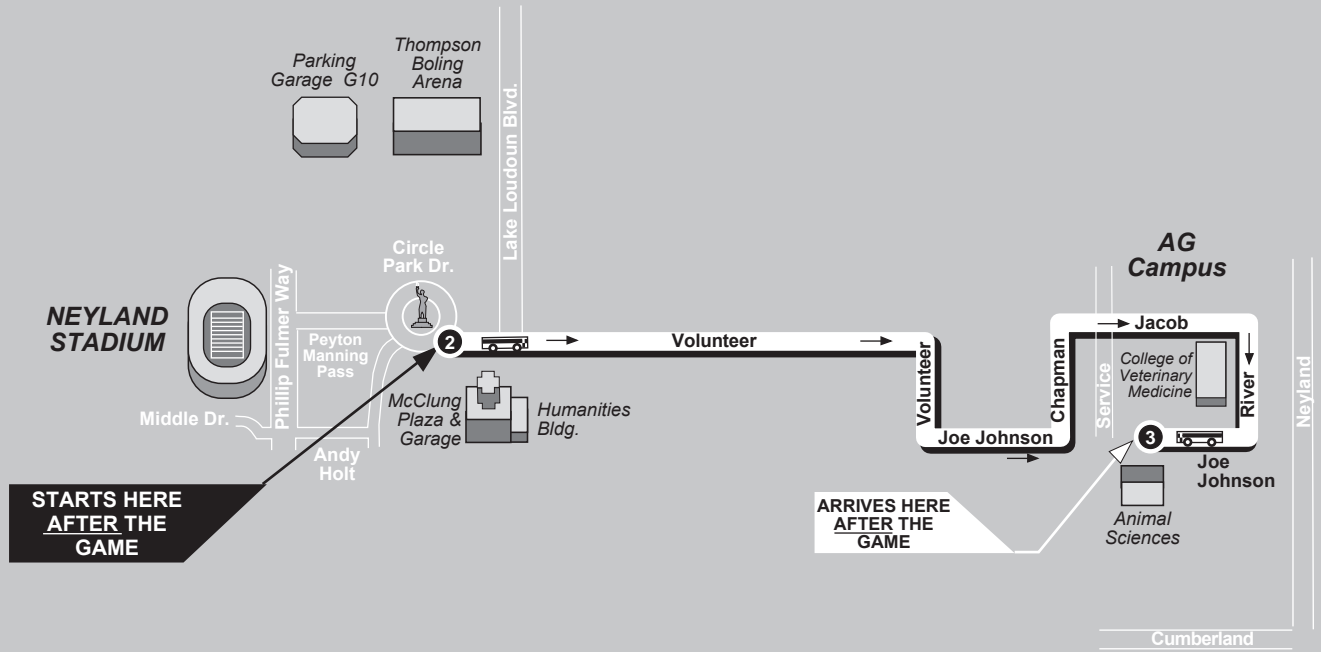 Parking
Garage G10
Thompson
Boling
Arena
Lake Loudoun Blvd.
Circle
Park Dr.
AG
Campus
NEYLAND
STADIUM
Phillip Fulmer Way
Peyton
Manning
Pass
2
Volunteer
Volunteer
Chapman
Service
Jacob
College of
Veterinary
Medicine
River
Neyland
Middle Dr.
McClung
Plaza &
Garage
Humanities
Bldg.
Joe Johnson
3
Andy
Holt
Joe
Johnson
STARTS HERE
AFTER THE
GAME
ARRIVES HERE
AFTER THE
GAME
Animal
Sciences
Cumberland